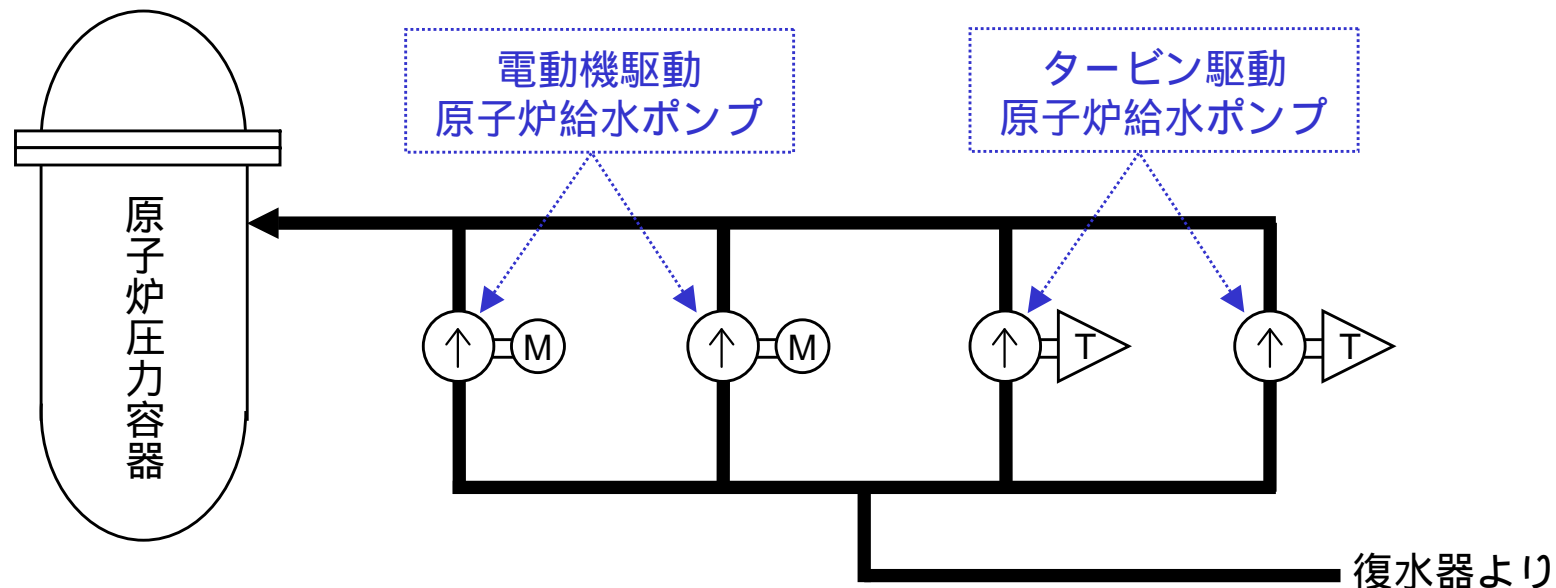 電動機駆動
原子炉給水ポンプ
タービン駆動
原子炉給水ポンプ
原子炉圧力容器
M
M
T
T
復水器より